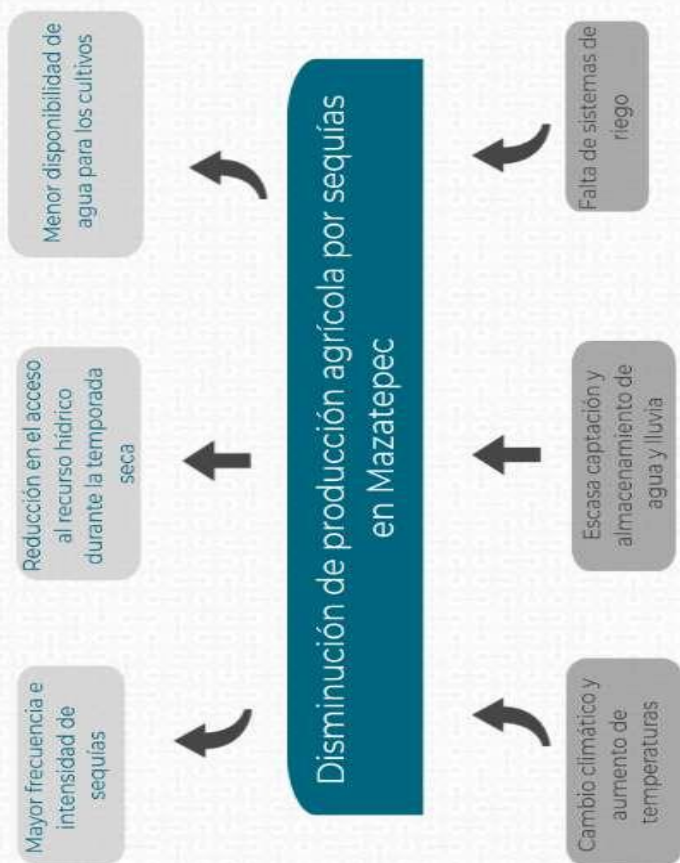 Mayor frecuencia e
intensidad de
sequías
Reducción en el acceso
al recurso hídrico
durante la temporada
seca
Menor disponibilidad de
agua para los cultivos
Disminución de producción agrícola por sequías
en Mazatepec
Cambio climático y
aumento de
temperaturas
Escasa captación y
almacenamiento de
agua y lluvia
Falta de sistemas de
riego